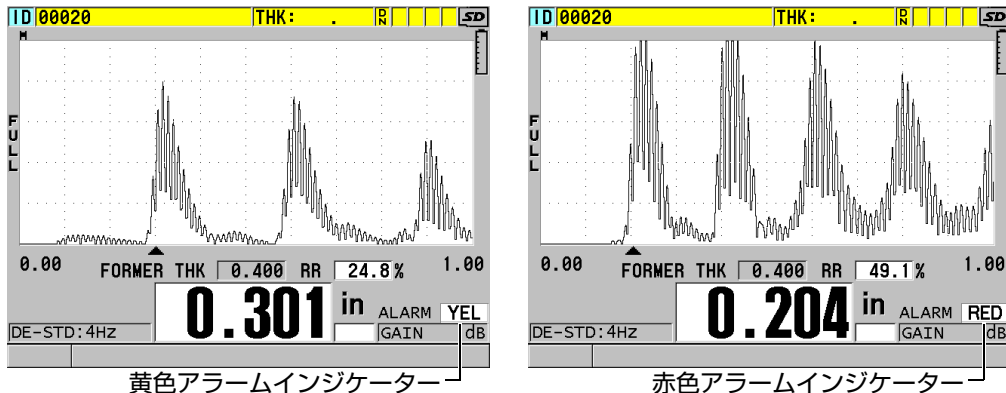 ID 00020 THK: . DN SD
FULL
0.00 FORMER THK 0.400 RR 24.8% 1.00
0.301 in ALARM YEL
DE-STD:4Hz GAIN dB
黄色アラームインジケーター
ID 00020 THK: . DN SD
FULL
0.00 FORMER THK 0.400 RR 49.1% 1.00
0.204 in ALARM RED
DE-STD:4Hz GAIN dB
赤色アラームインジケーター